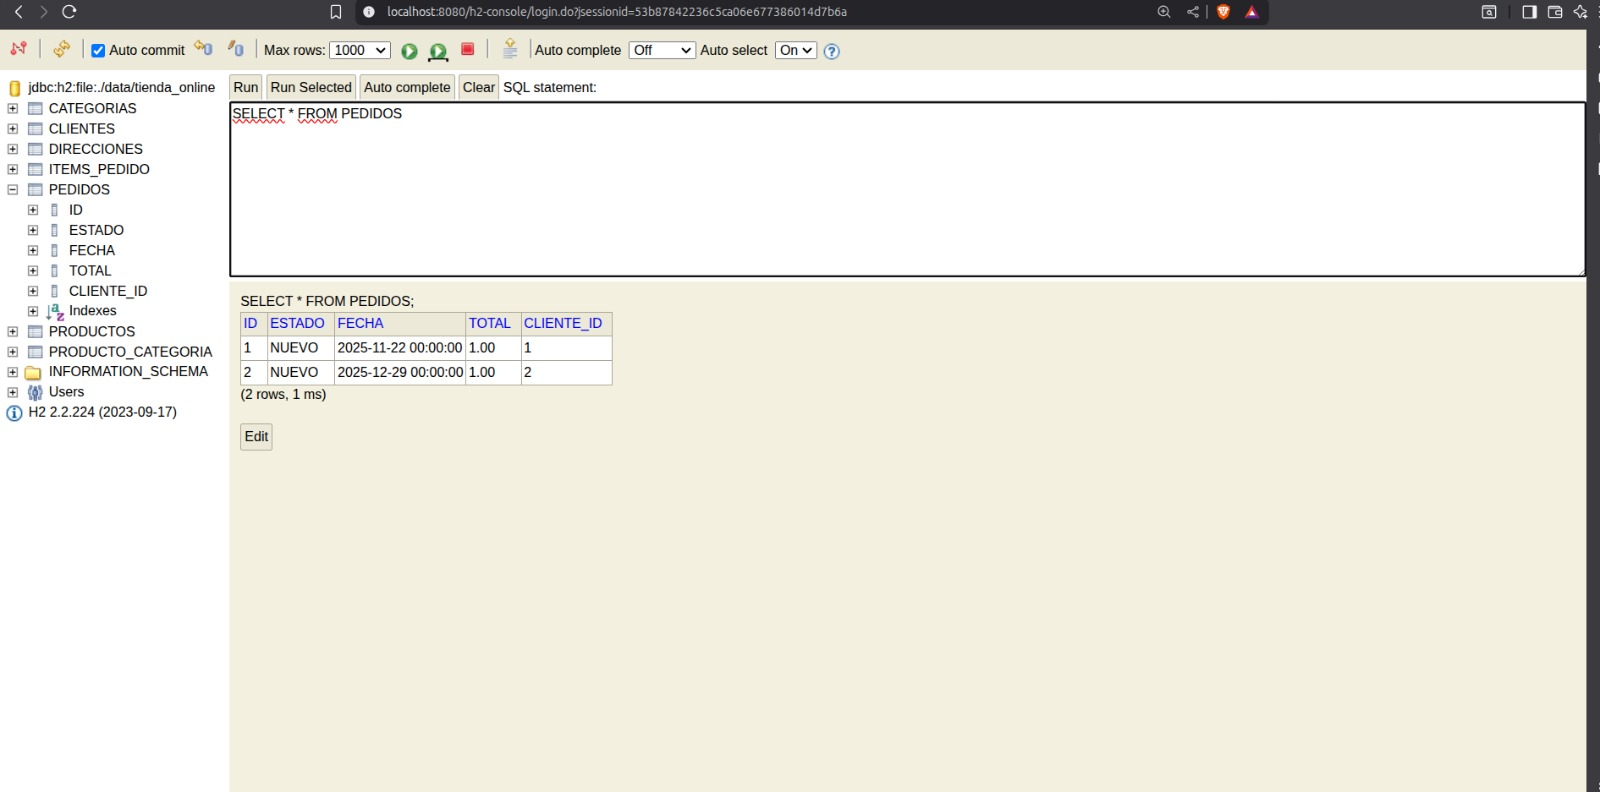 localhost:8080/h2-console/login.do?jsessionid=53b87842236c5ca06e677386014d7b6a
Auto commit Max rows: 1000 Auto complete Off Auto select On
jdbc:h2:file:./data/tienda_online
CATEGORIAS
CLIENTES
DIRECCIONES
ITEMS_PEDIDO
PEDIDOS
ID
ESTADO
FECHA
TOTAL
CLIENTE_ID
Indexes
PRODUCTOS
PRODUCTO_CATEGORIA
INFORMATION_SCHEMA
Users
H2 2.2.224 (2023-09-17)
Run Run Selected Auto complete Clear SQL statement:
SELECT * FROM PEDIDOS
SELECT * FROM PEDIDOS;
ID ESTADO FECHA TOTAL CLIENTE_ID
1 NUEVO 2025-11-22 00:00:00 1.00 1
2 NUEVO 2025-12-29 00:00:00 1.00 2
(2 rows, 1 ms)
Edit